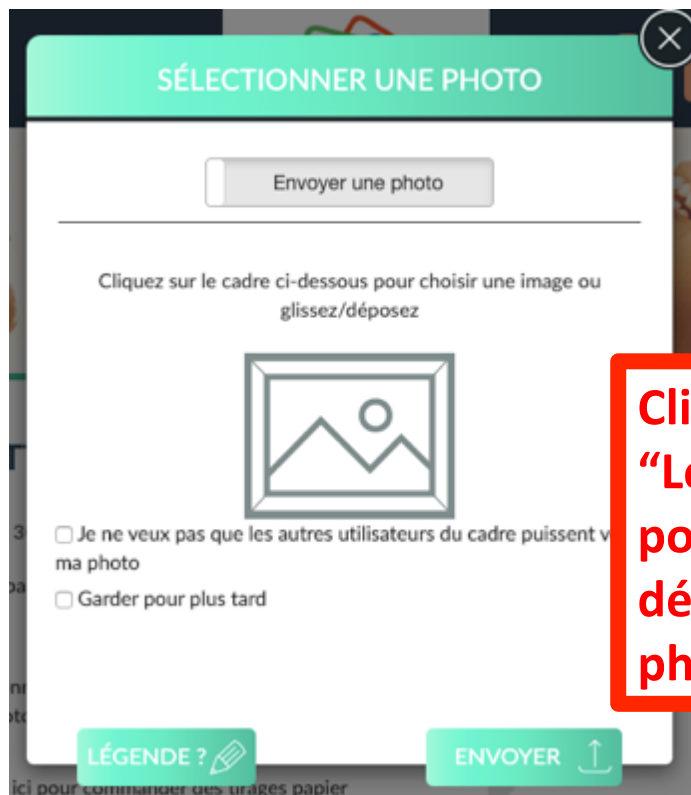 SÉLECTIONNER UNE PHOTO
Envoyer une photo
Cliquez sur le cadre ci-dessous pour choisir une image ou
glissez/déposez
Je ne veux pas que les autres utilisateurs du cadre puissent
ma photo
Garder pour plus tard
LÉGENDE ?
ENVOYER
ici pour commander des tirages papier